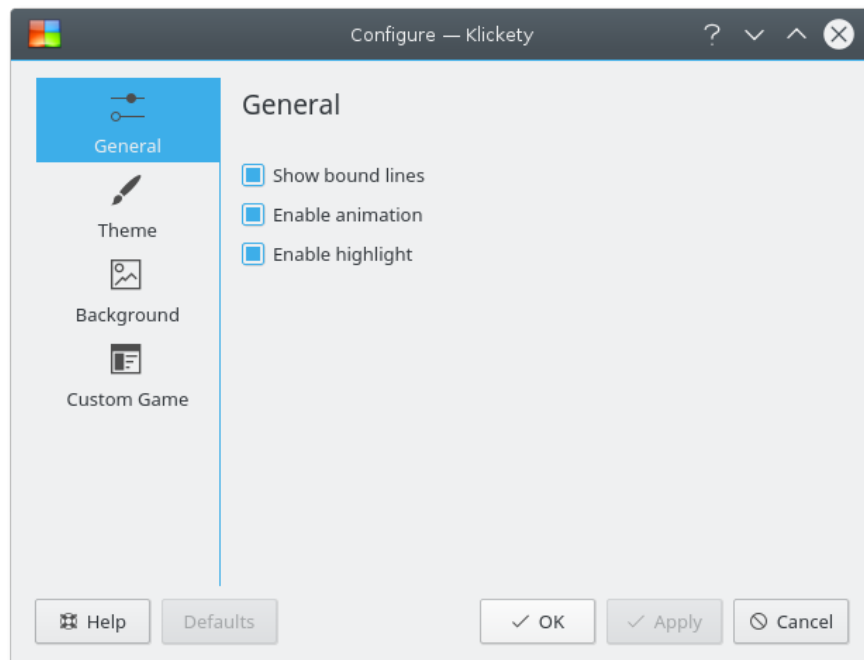 Configure — Klickety
General
Theme
Background
Custom Game
General
Show bound lines
Enable animation
Enable highlight
Help
Defaults
OK
Apply
Cancel